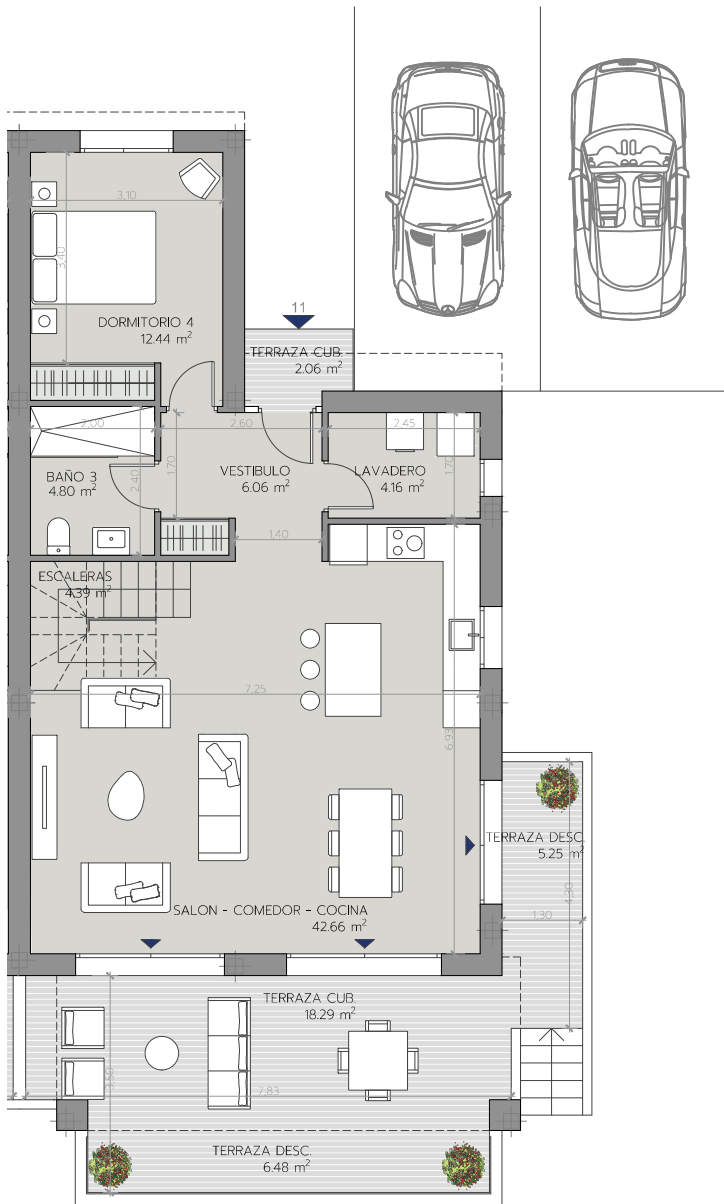 3,10
3,40
DORMITORIO 4
12.44 m²
11
TERRAZA CUB.
2.06 m²
2,00
2,60
2,45
BAÑO 3
4.80 m²
2,40
1,70
VESTIBULO
6.06 m²
LAVADERO
4.16 m²
1,70
1,40
ESCALERAS
4.39 m²
7,25
6,93
TERRAZA DESC.
5.25 m²
4,30
1,30
SALON - COMEDOR - COCINA
42.66 m²
TERRAZA CUB.
18.29 m²
3,50
7,83
TERRAZA DESC.
6.48 m²